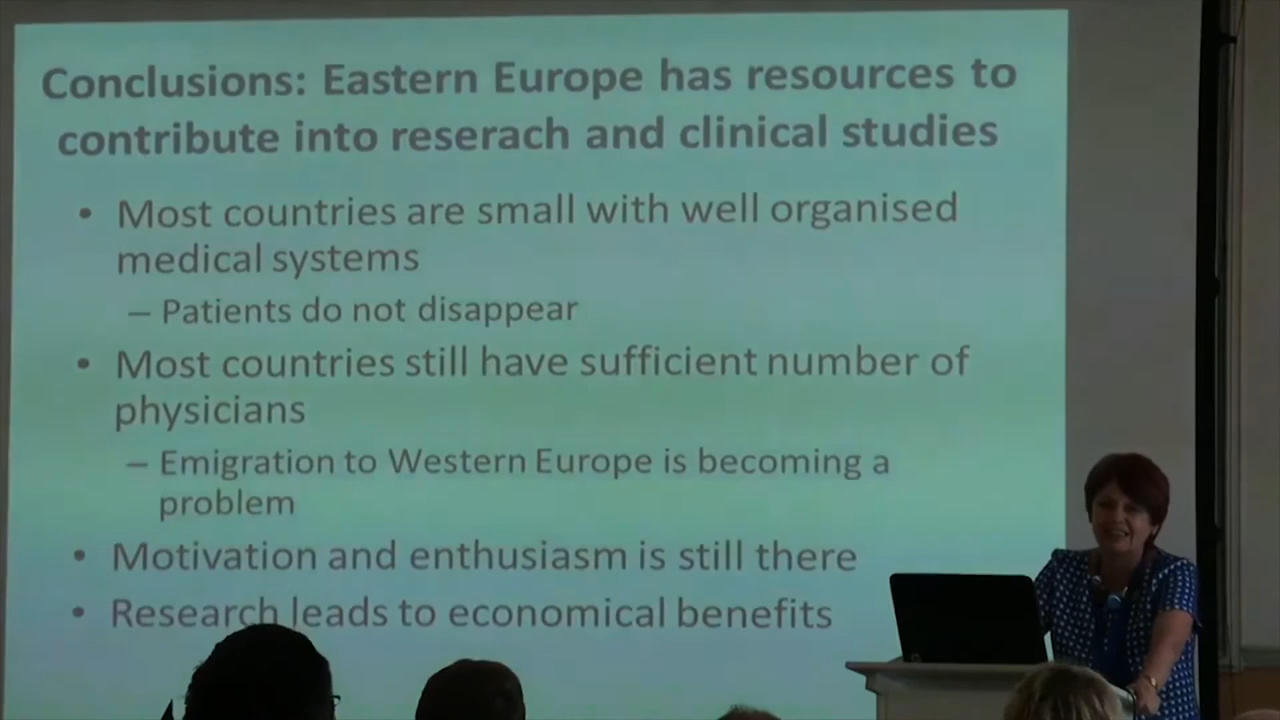 Conclusions: Eastern Europe has resources to
contribute into reserach and clinical studies
• Most countries are small with well organised
medical systems
– Patients do not disappear
• Most countries still have sufficient number of
physicians
– Emigration to Western Europe is becoming a
problem
• Motivation and enthusiasm is still there
• Research leads to economical benefits